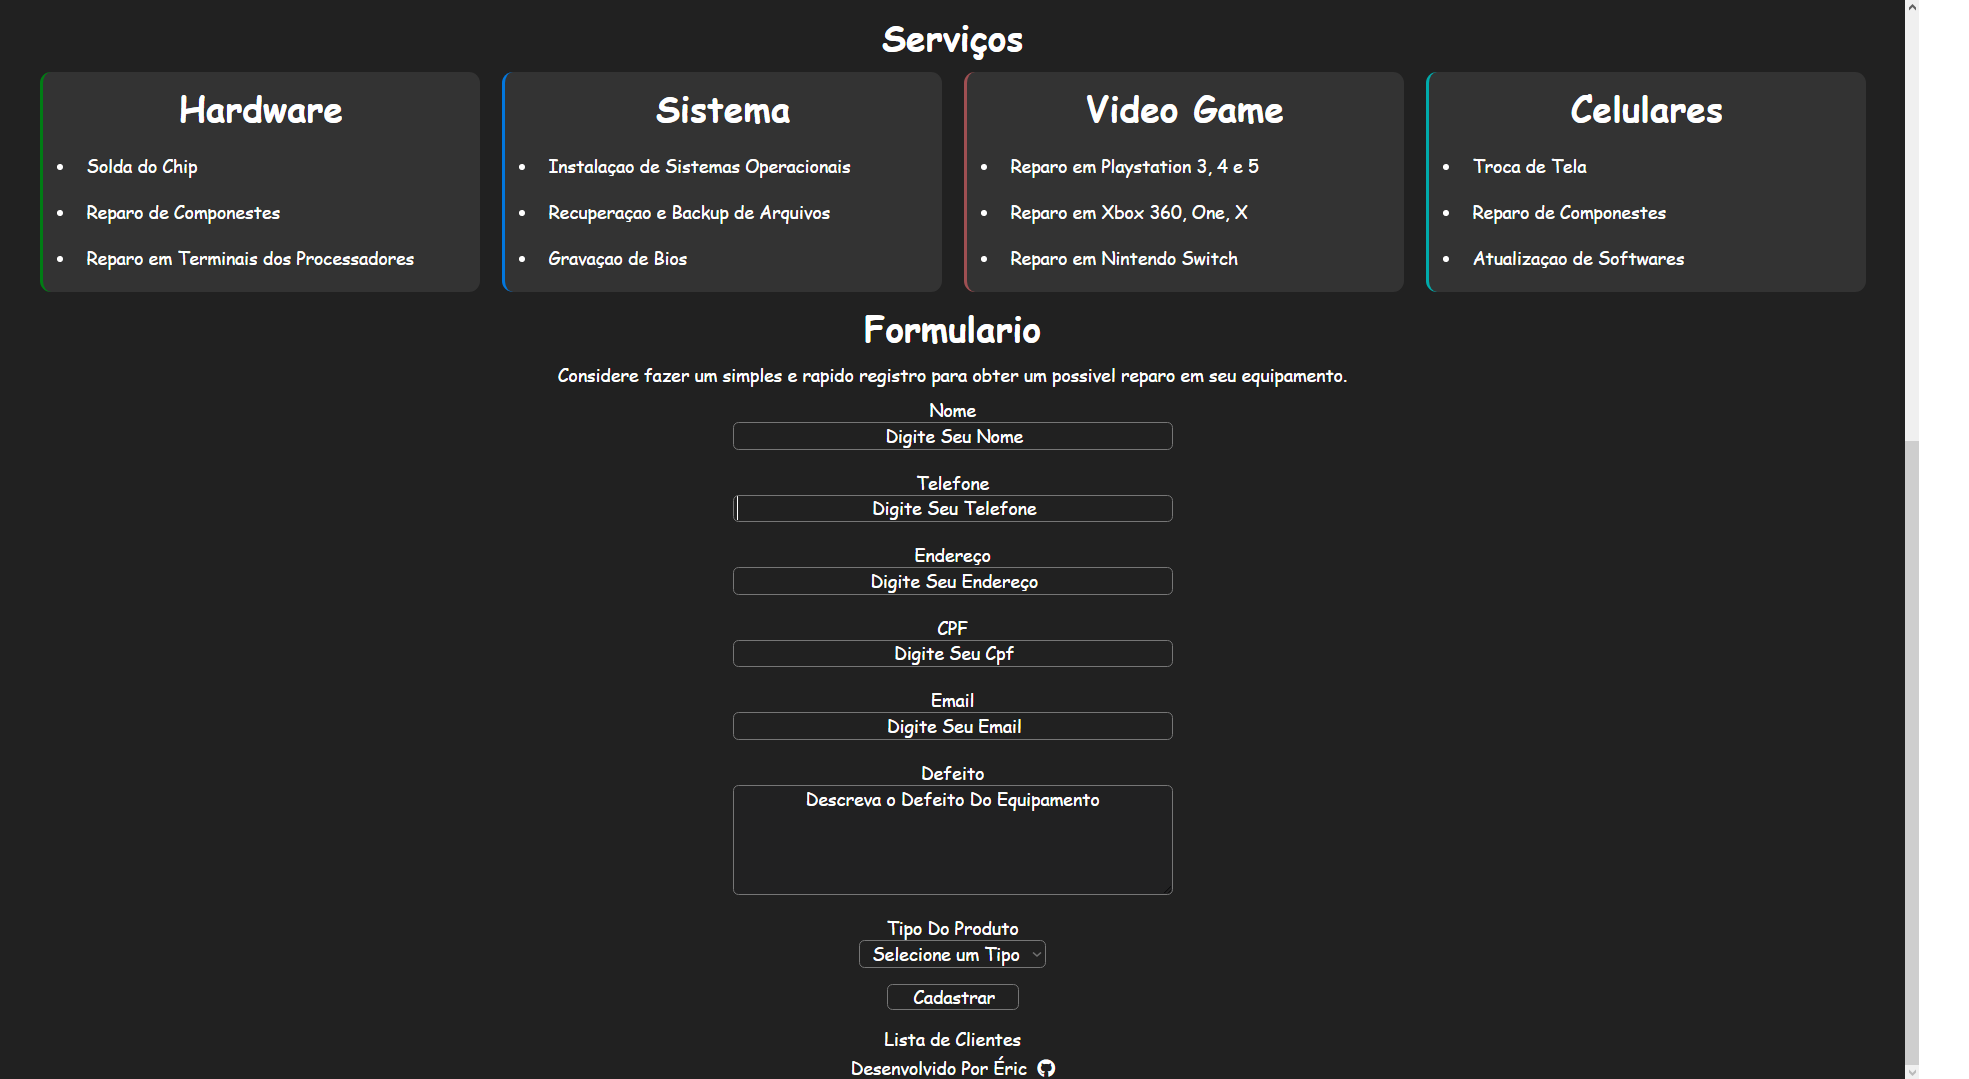 Serviços
Hardware
Solda do Chip
Reparo de Componestes
Reparo em Terminais dos Processadores
Sistema
Instalaçao de Sistemas Operacionais
Recuperaçao e Backup de Arquivos
Gravaçao de Bios
Video Game
Reparo em Playstation 3, 4 e 5
Reparo em Xbox 360, One, X
Reparo em Nintendo Switch
Celulares
Troca de Tela
Reparo de Componestes
Atualizaçao de Softwares
Formulario
Considere fazer um simples e rapido registro para obter um possivel reparo em seu equipamento.
Nome
Digite Seu Nome
Telefone
Digite Seu Telefone
Endereço
Digite Seu Endereço
CPF
Digite Seu Cpf
Email
Digite Seu Email
Defeito
Descreva o Defeito Do Equipamento
Tipo Do Produto
Selecione um Tipo
Cadastrar
Lista de Clientes
Desenvolvido Por Éric